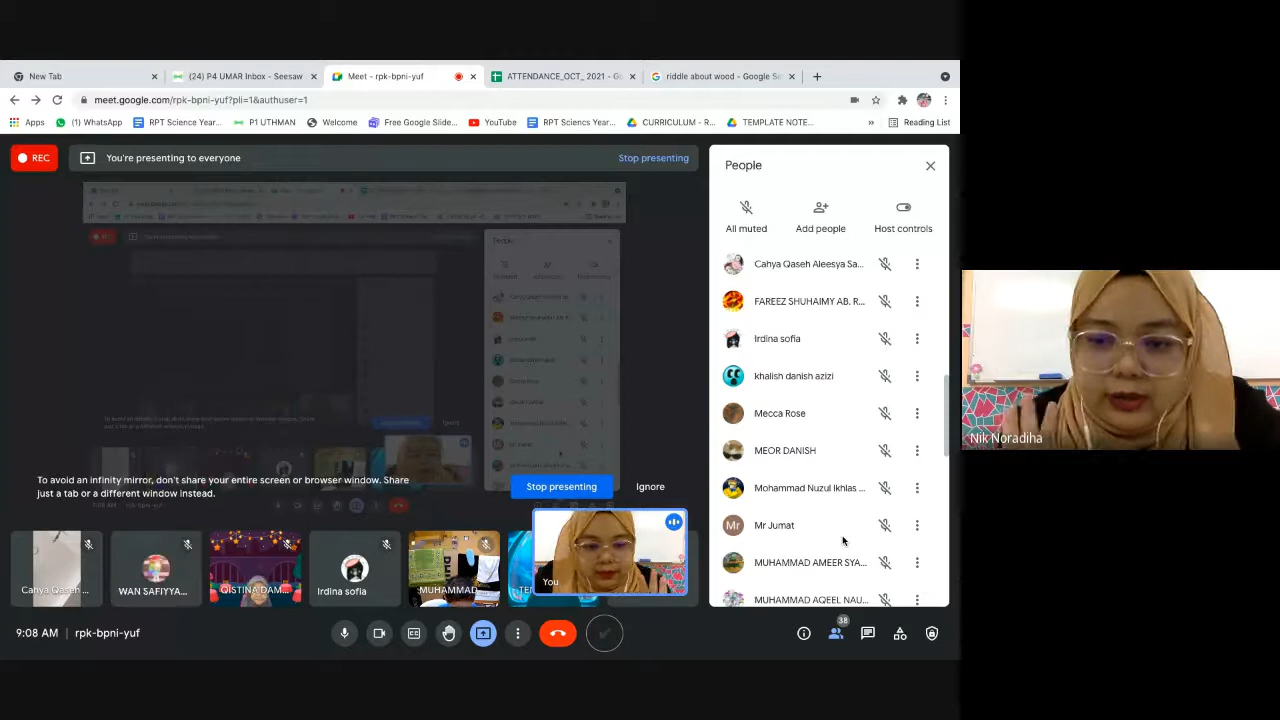 New Tab
(24) P4 UMAR Inbox - Seesaw
Meet - rpk-bpni-yuf
ATTENDANCE_OCT_ 2021 - Go
riddle about wood - Google Se
meet.google.com/rpk-bpni-yuf?pli=1&authuser=1
Apps
(1) WhatsApp
RPT Science Year...
P1 UTHMAN
Welcome
Free Google Slide...
YouTube
RPT Sciencs Year...
CURRICULUM - R...
TEMPLATE NOTE...
»
Reading List
REC
You're presenting to everyone
Stop presenting
People
All muted
Add people
Host controls
Cahya Qaseh Aleesya Sa...
FAREEZ SHUHAIMY AB. R...
Irdina sofia
khalish danish azizi
Mecca Rose
MEOR DANISH
Mohammad Nuzul Ikhlas ...
Mr
Mr Jumat
MUHAMMAD AMEER SYA...
MUHAMMAD AQEEL NAU...
To avoid an infinity mirror, don't share your entire screen or browser window. Share
just a tab or a different window instead.
Stop presenting
Ignore
Cahya Qaseh ...
WAN SAFIYYA...
QISTINA DAM...
Irdina sofia
MUHAMMAD
You
9:08 AM | rpk-bpni-yuf
38
Nik Noradiha